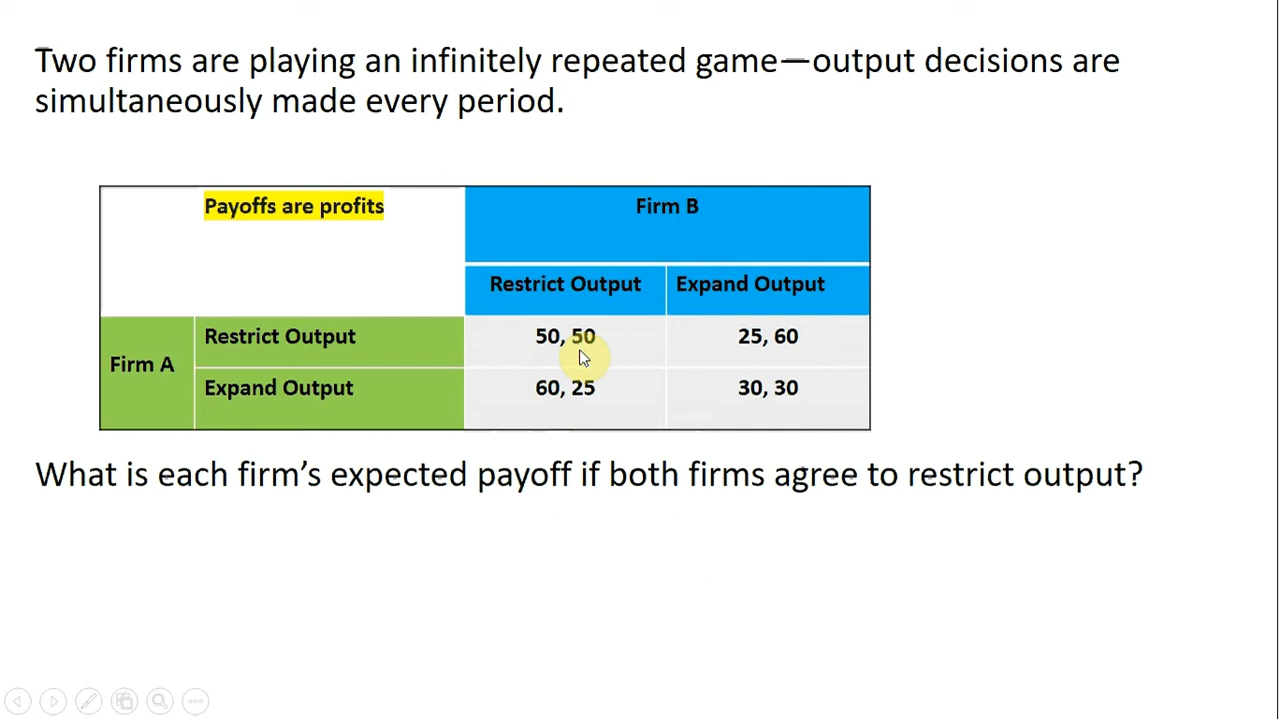 Two firms are playing an infinitely repeated game—output decisions are
simultaneously made every period.
Payoffs are profits
Firm B
Restrict Output
Expand Output
Firm A
Restrict Output
50, 50
25, 60
Expand Output
60, 25
30, 30
What is each firm's expected payoff if both firms agree to restrict output?